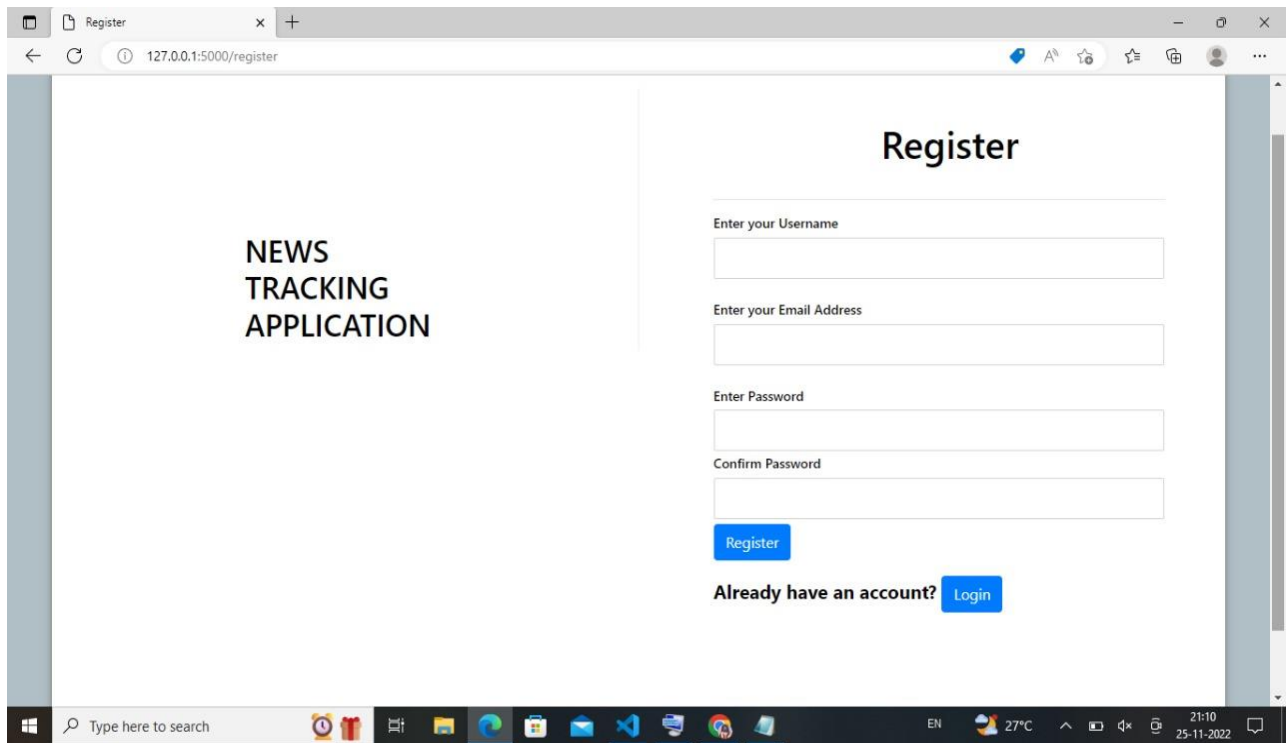 Register
127.0.0.1:5000/register
NEWS
TRACKING
APPLICATION
Register
Enter your Username
Enter your Email Address
Enter Password
Confirm Password
Register
Already have an account? Login
Type here to search
EN
27°C
21:10
25-11-2022